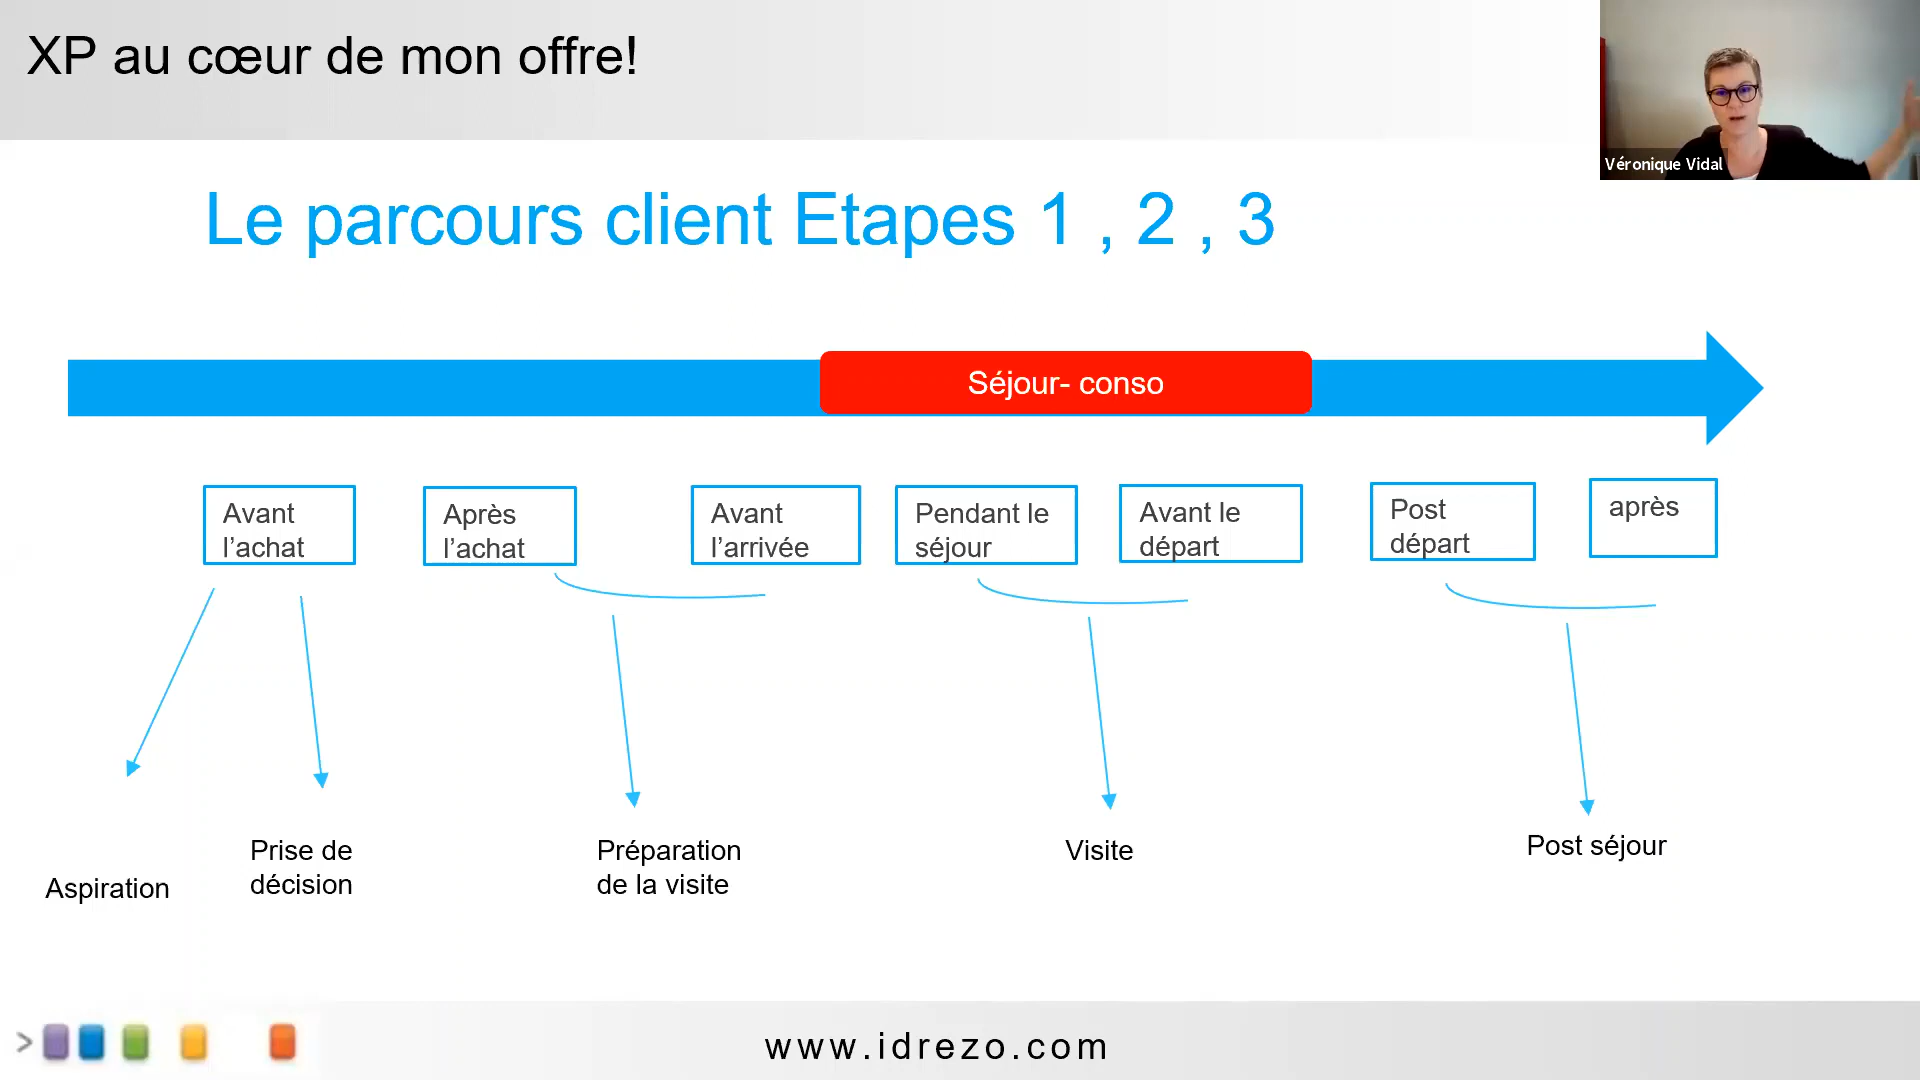 XP au cœur de mon offre!
Véronique Vidal
Le parcours client Etapes 1 , 2 , 3
Séjour- conso
Avant
l’achat
Après
l’achat
Avant
l’arrivée
Pendant le
séjour
Avant le
départ
Post
départ
après
Aspiration
Prise de
décision
Préparation
de la visite
Visite
Post séjour
>
www.idrezo.com